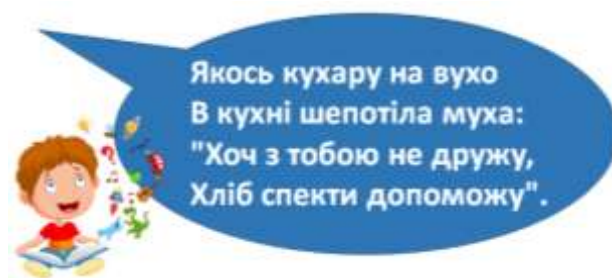 Якось кухару на вухо
В кухні шепотіла муха:
"Хоч з тобою не дружу,
Хліб спекти допоможу".